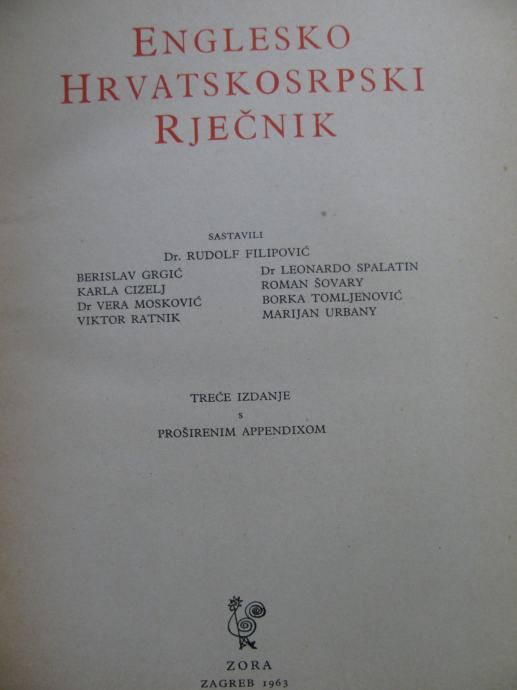 ENGLESKO
HRVATSKOSRPSKI
RJEČNIK
SASTAVILI
Dr. RUDOLF FILIPOVIĆ
BERISLAV GRGIĆ
KARLA CIZELJ
Dr VERA MOSKOVIĆ
VIKTOR RATNIK
Dr LEONARDO SPALATIN
ROMAN ŠOVARY
BORKA TOMLJENOVIĆ
MARIJAN URBANY
TREĆE IZDANJE
s
PROŠIRENIM APPENDIXOM
ZORA
ZAGREB 1963